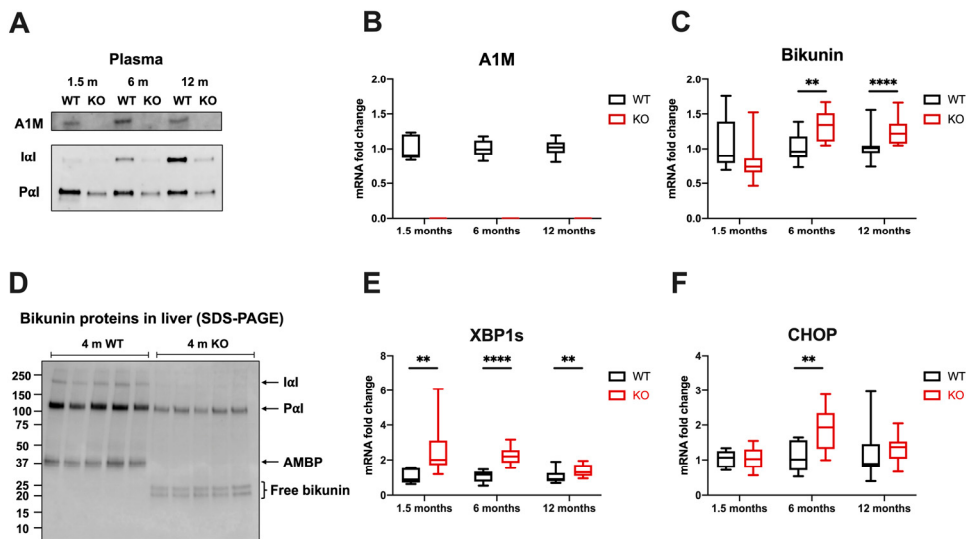 A
Plasma
1.5 m 6 m 12 m
WT KO WT KO WT KO
A1M
IαI
PαI
B
A1M
mRNA fold change
2.0
1.5
1.0
0.5
0.0
1.5 months 6 months 12 months
WT
KO
C
Bikunin
mRNA fold change
2.0
1.5
1.0
0.5
0.0
** ****
1.5 months 6 months 12 months
WT
KO
D
Bikunin proteins in liver (SDS-PAGE)
4 m WT 4 m KO
250
150
100
75
50
37
25
20
15
10
IαI
PαI
AMBP
Free bikunin
E
XBP1s
mRNA fold change
8
6
4
2
0
** **** **
1.5 months 6 months 12 months
WT
KO
F
CHOP
mRNA fold change
4
3
2
1
0
**
1.5 months 6 months 12 months
WT
KO